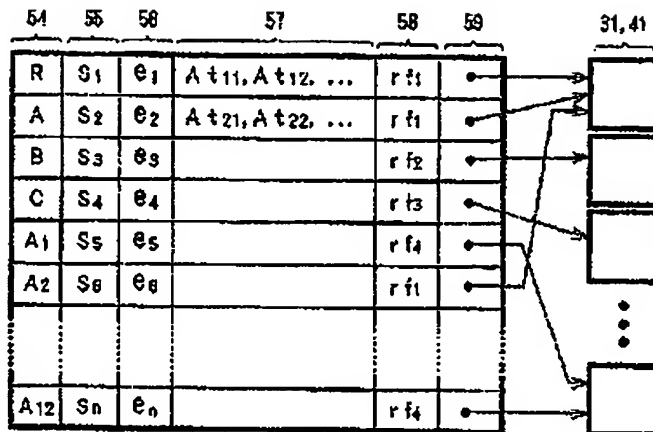 54 55 56 57 58 59 31,41
R S1 e1 At11, At12, ... rf1
A S2 e2 At21, At22, ... rf1
B S3 e3 rf2
C S4 e4 rf3
A1 S5 e5 rf4
A2 S6 e6 rf1
A12 Sn en rf4